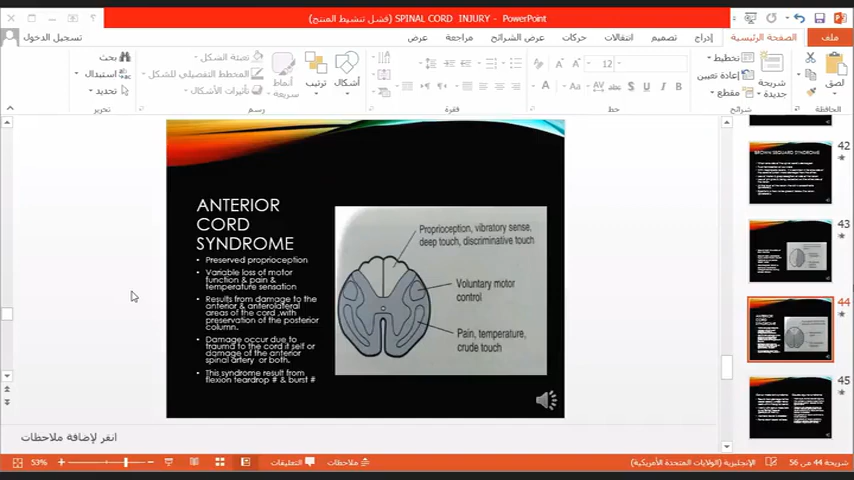 SPINAL CORD INJURY - PowerPoint (فشل تنشيط المنتج)
ملف
الصفحة الرئيسية
إدراج
تصميم
انتقالات
حركات
عرض الشرائح
مراجعة
عرض
تسجيل الدخول
لصق
الحافظة
شريحة جديدة
تخطيط
إعادة تعيين
مقطع
شرائح
12
خط
فقرة
أشكال
ترتيب
أنماط سريعة
تعبئة الشكل
المخطط التفصيلي للشكل
تأثيرات الأشكال
رسم
بحث
استبدال
تحديد
تحرير
ANTERIOR
CORD
SYNDROME
• Preserved proprioception
• Variable loss of motor
function & pain &
temperature sensation
• Results from damage to the
anterior & anterolateral
areas of the cord ,with
preservation of the posterior
column.
• Damage occur due to
trauma to the cord it self or
damage of the anterior
spinal artery or both.
• This syndrome result from
flexion teardrop # & burst #
Proprioception, vibratory sense,
deep touch, discriminative touch
Voluntary motor
control
Pain, temperature,
crude touch
42
BROWN SEQUARD SYNDROME
43
44
ANTERIOR
CORD
SYNDROME
45
انقر لإضافة ملاحظات
شريحة 44 من 56
الإنجليزية (الولايات المتحدة الأمريكية)
ملاحظات
التعليقات
53%